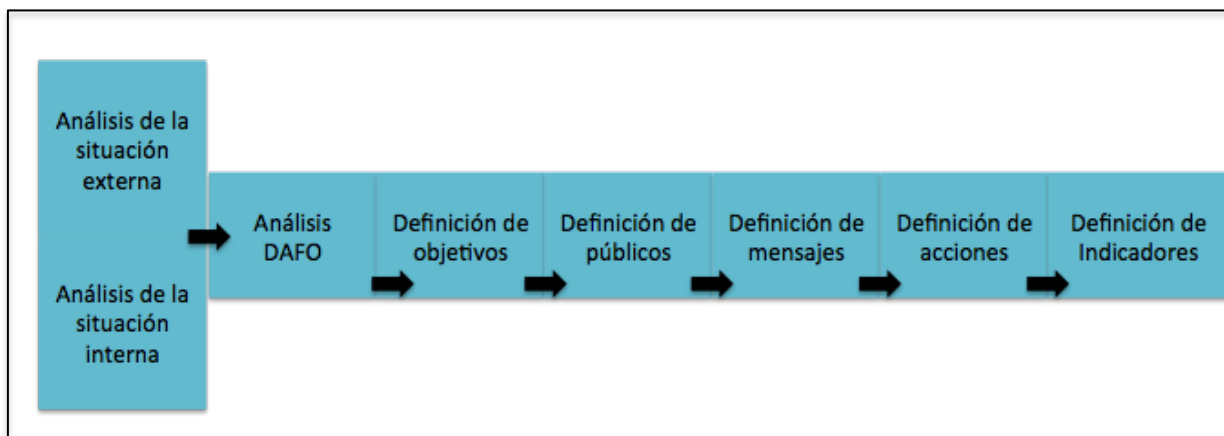 Análisis de la
situación
externa
Análisis de la
situación
interna
Análisis
DAFO
Definición de
objetivos
Definición de
públicos
Definición de
mensajes
Definición de
acciones
Definición de
Indicadores